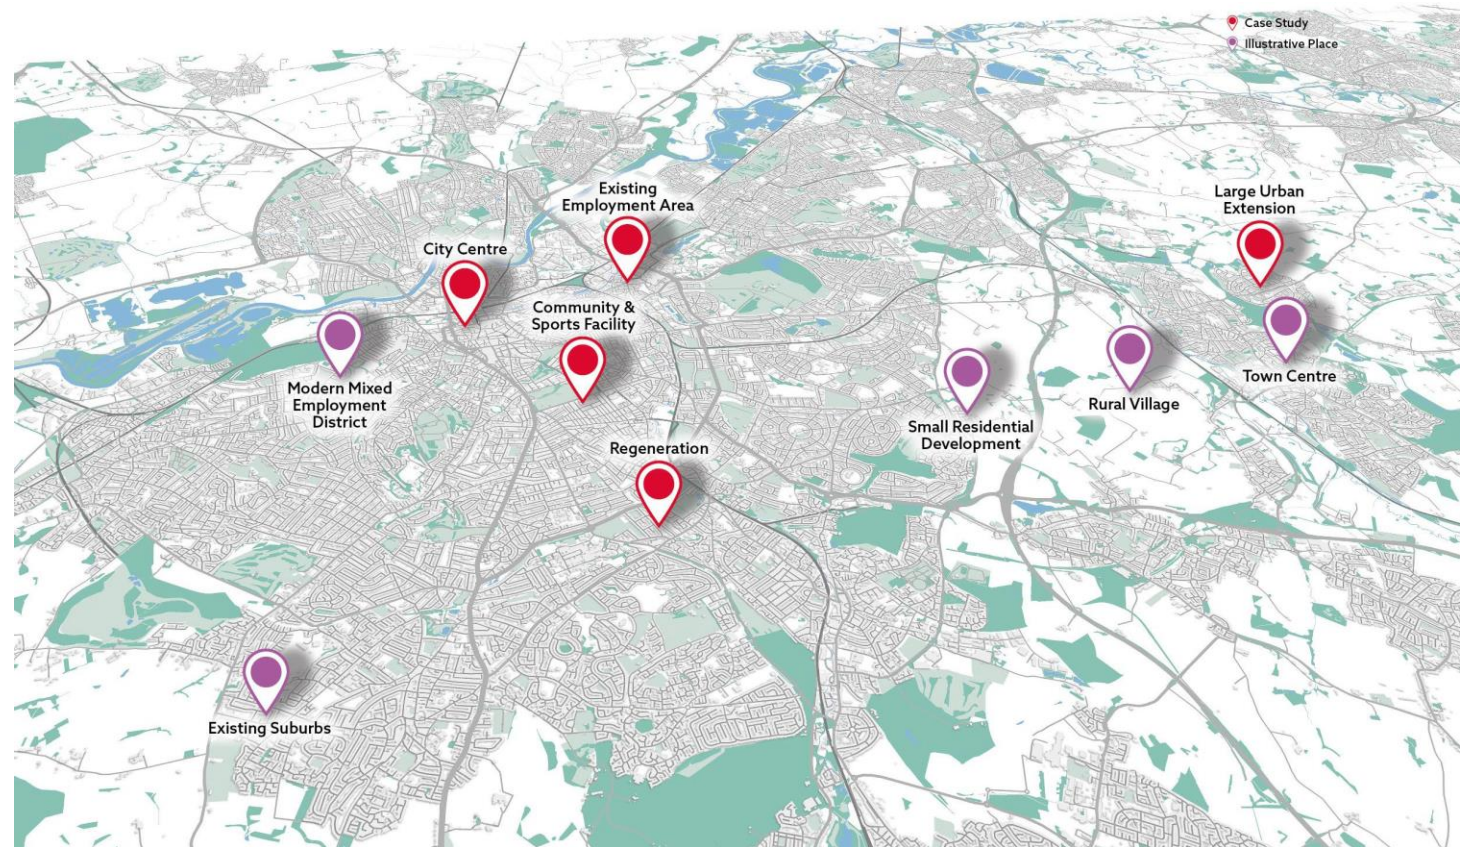 Case Study
Illustrative Place
Existing
Employment Area
Large Urban
Extension
City Centre
Community &
Sports Facility
Modern Mixed
Employment
District
Town Centre
Rural Village
Small Residential
Development
Regeneration
Existing Suburbs